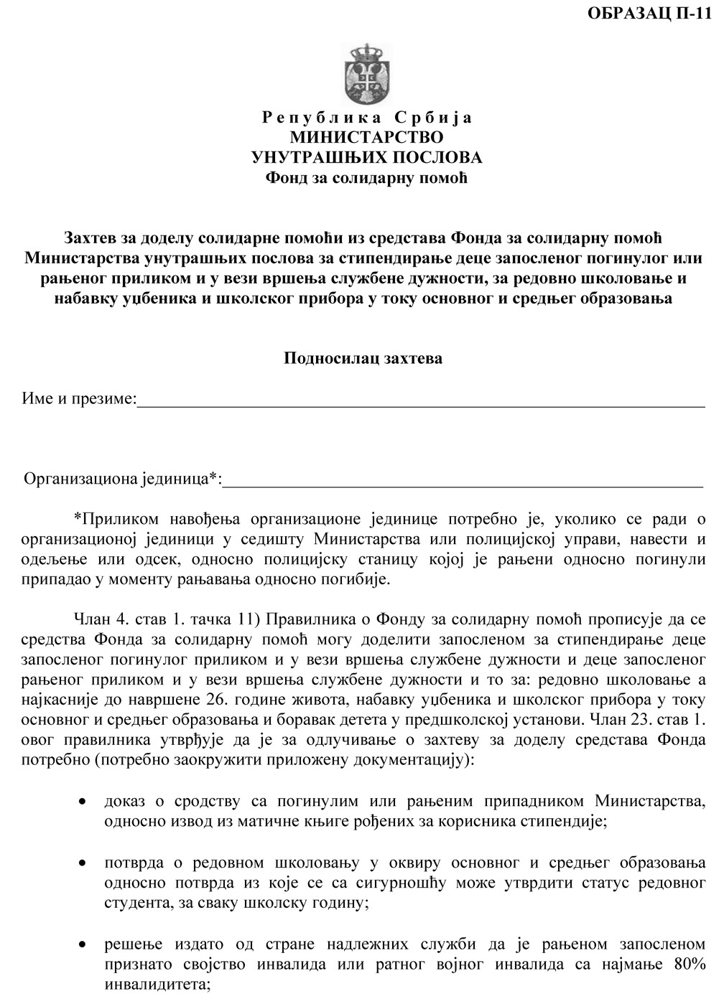 ОБРАЗАЦ П-11
Р е п у б л и к а   С р б и ј а
МИНИСТАРСТВО
УНУТРАШЊИХ ПОСЛОВА
Фонд за солидарну помоћ
Захтев за доделу солидарне помоћи из средстава Фонда за солидарну помоћ
Министарства унутрашњих послова за стипендирање деце запосленог погинулог или
рањеног приликом и у вези вршења службене дужности, за редовно школовање и
набавку уџбеника и школског прибора у току основног и средњег образовања
Подносилац захтева
Име и презиме:
Организациона јединица*:
*Приликом навођења организационе јединице потребно је, уколико се ради о
организационој јединици у седишту Министарства или полицијској управи, навести и
одељење или одсек, односно полицијску станицу којој је рањени односно погинули
припадао у моменту рањавања односно погибије.
Члан 4. став 1. тачка 11) Правилника о Фонду за солидарну помоћ прописује да се
средства Фонда за солидарну помоћ могу доделити запосленом за стипендирање деце
запосленог погинулог приликом и у вези вршења службене дужности и деце запосленог
рањеног приликом и у вези вршења службене дужности и то за: редовно школовање а
најкасније до навршене 26. године живота, набавку уџбеника и школског прибора у току
основног и средњег образовања и боравак детета у предшколској установи. Члан 23. став 1.
овог правилника утврђује да је за одлучивање о захтеву за доделу средстава Фонда
потребно (потребно заокружити приложену документацију):
• доказ о сродству са погинулим или рањеним припадником Министарства,
односно извод из матичне књиге рођених за корисника стипендије;
• потврда о редовном школовању у оквиру основног и средњег образовања
односно потврда из које се са сигурношћу може утврдити статус редовног
студента, за сваку школску годину;
• решење издато од стране надлежних служби да је рањеном запосленом
признато својство инвалида или ратног војног инвалида са најмање 80%
инвалидитета;